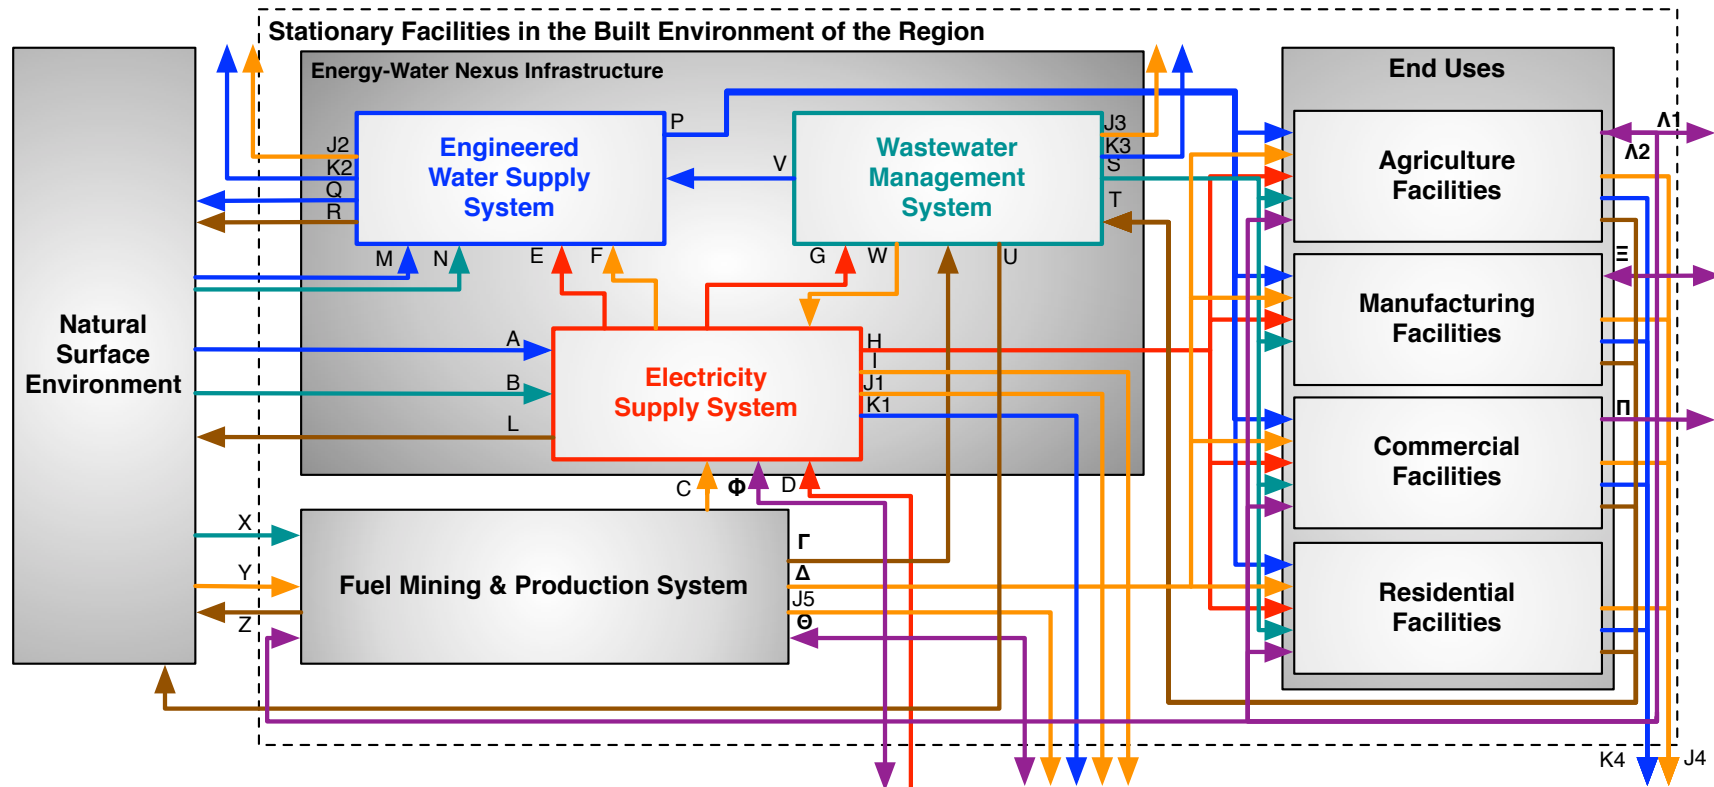 Stationary Facilities in the Built Environment of the Region
Energy-Water Nexus Infrastructure
End Uses
Natural
Surface
Environment
Engineered
Water Supply
System
Wastewater
Management
System
Electricity
Supply System
Fuel Mining & Production System
Agriculture
Facilities
Manufacturing
Facilities
Commercial
Facilities
Residential
Facilities
J2
K2
Q
R
P
V
J3
K3
S
T
M
N
E
F
G
W
U
A
B
L
H
I
J1
K1
C
Φ
D
X
Y
Z
Γ
Δ
J5
Θ
Λ1
Λ2
Ξ
Π
K4
J4